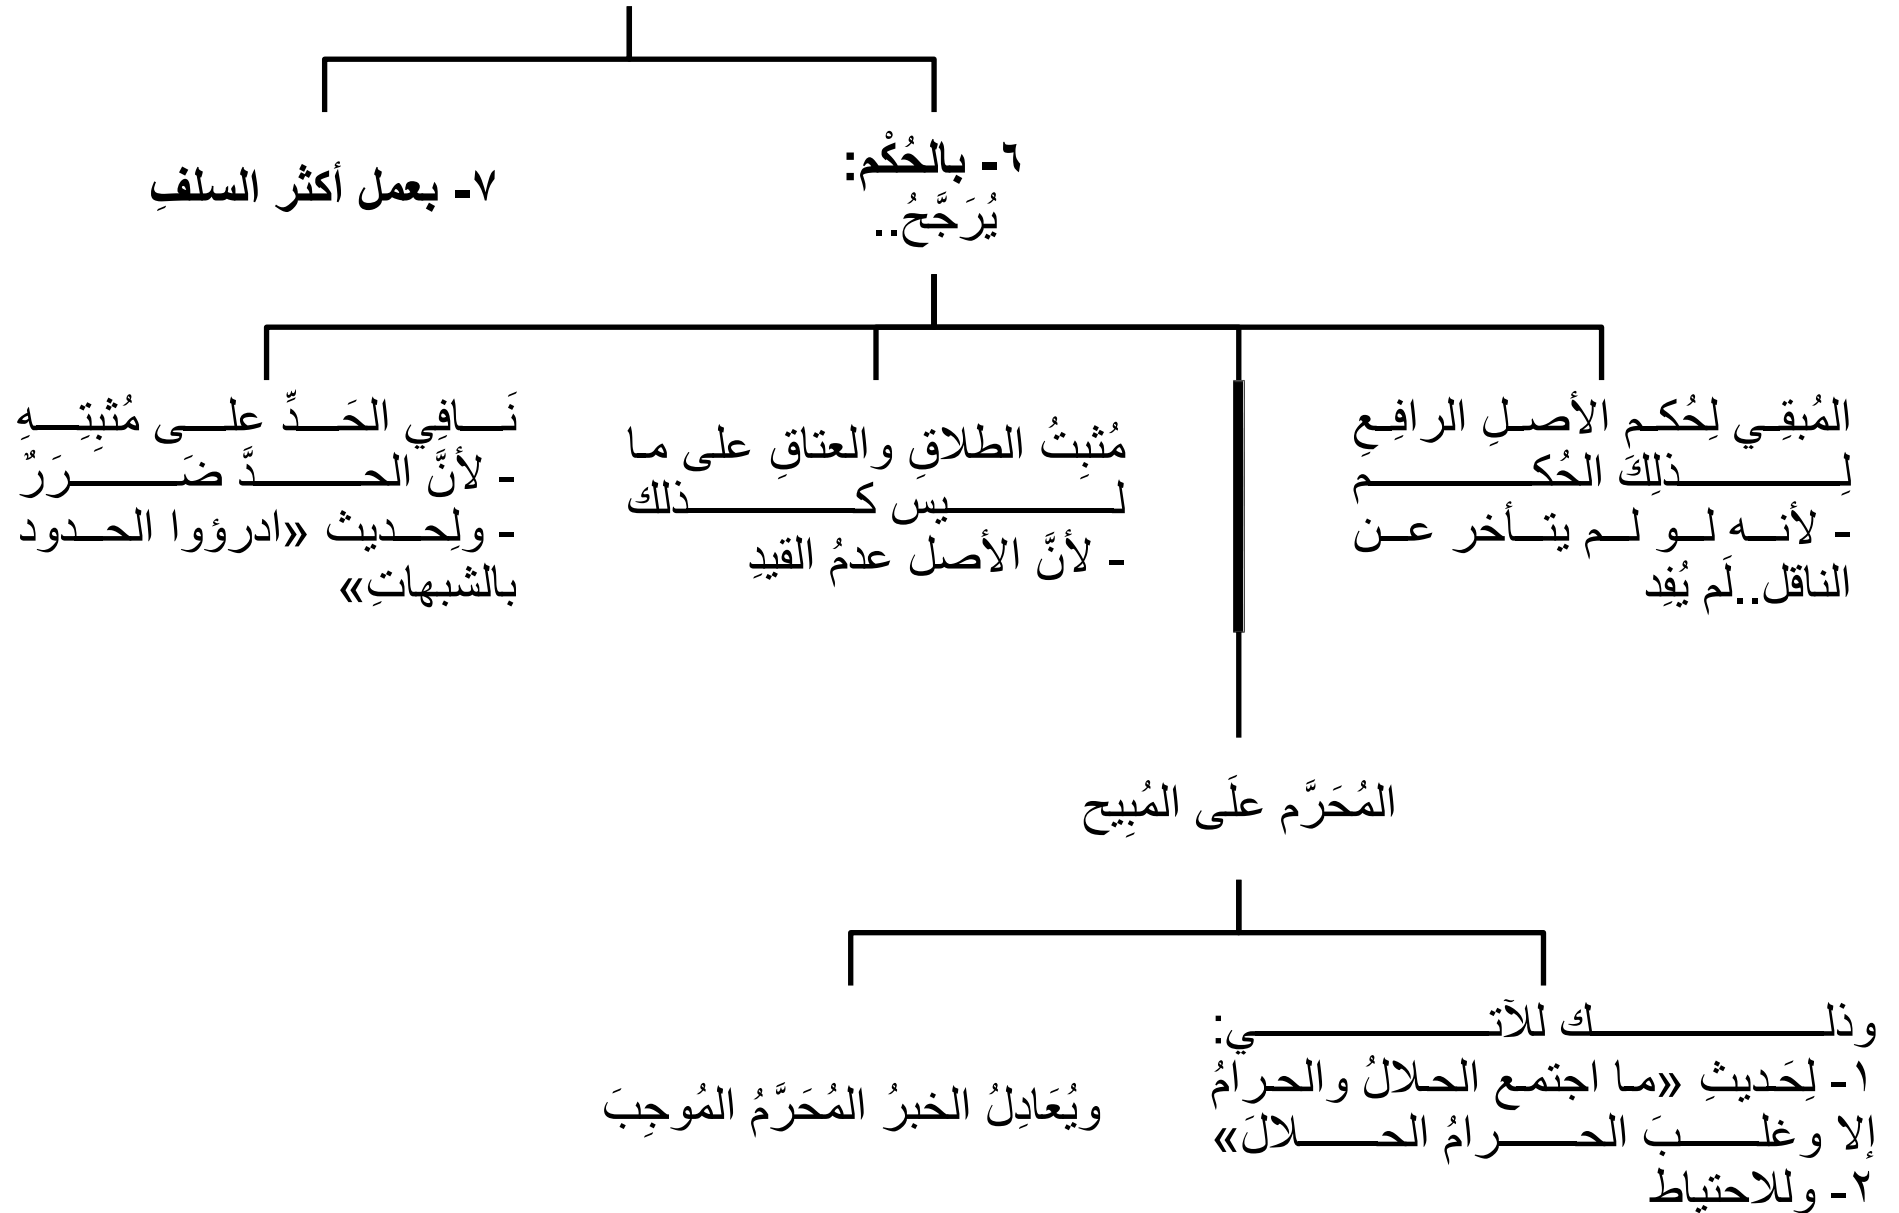 ٦- بالحُكْم:
يُرَجَّحُ..
٧- بعمل أكثر السلفِ
المُبقِي لِحُكم الأصلِ الرافِعِ
لِذلِكَ الحُكم
- لأنه لو لم يتأخر عن
الناقل..لَم يُفِد
مُثبِتُ الطلاقِ والعتاقِ على ما
ليس كذلك
- لأنَّ الأصل عدمُ القيدِ
نَافِي الحَدِّ على مُثبِتِهِ
- لأنَّ الحدَّ ضَرَرٌ
- ولِحديث «ادرؤوا الحدود
بالشبهاتِ»
المُحَرَّم علَى المُبِيح
وذلك للآتي:
١- لِحَديثِ «ما اجتمع الحلالُ والحرامُ
إلا وغلبَ الحرامُ الحلالَ»
٢- وللاحتياط
ويُعَادِلُ الخبرُ المُحَرَّمُ المُوجِبَ